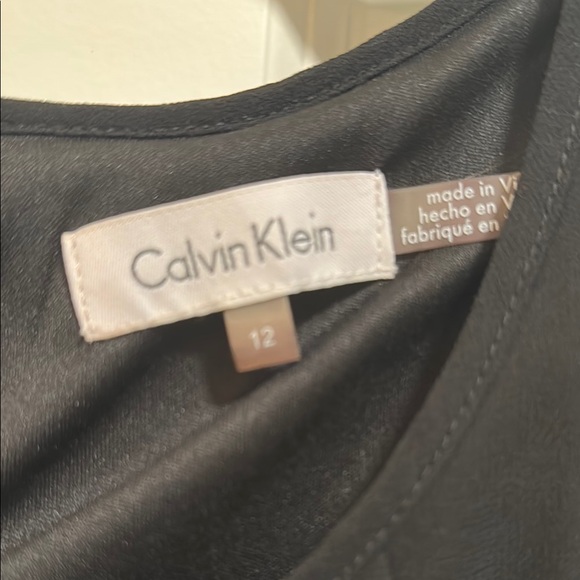 Calvin Klein
12
made in
hecho en
fabriqué en